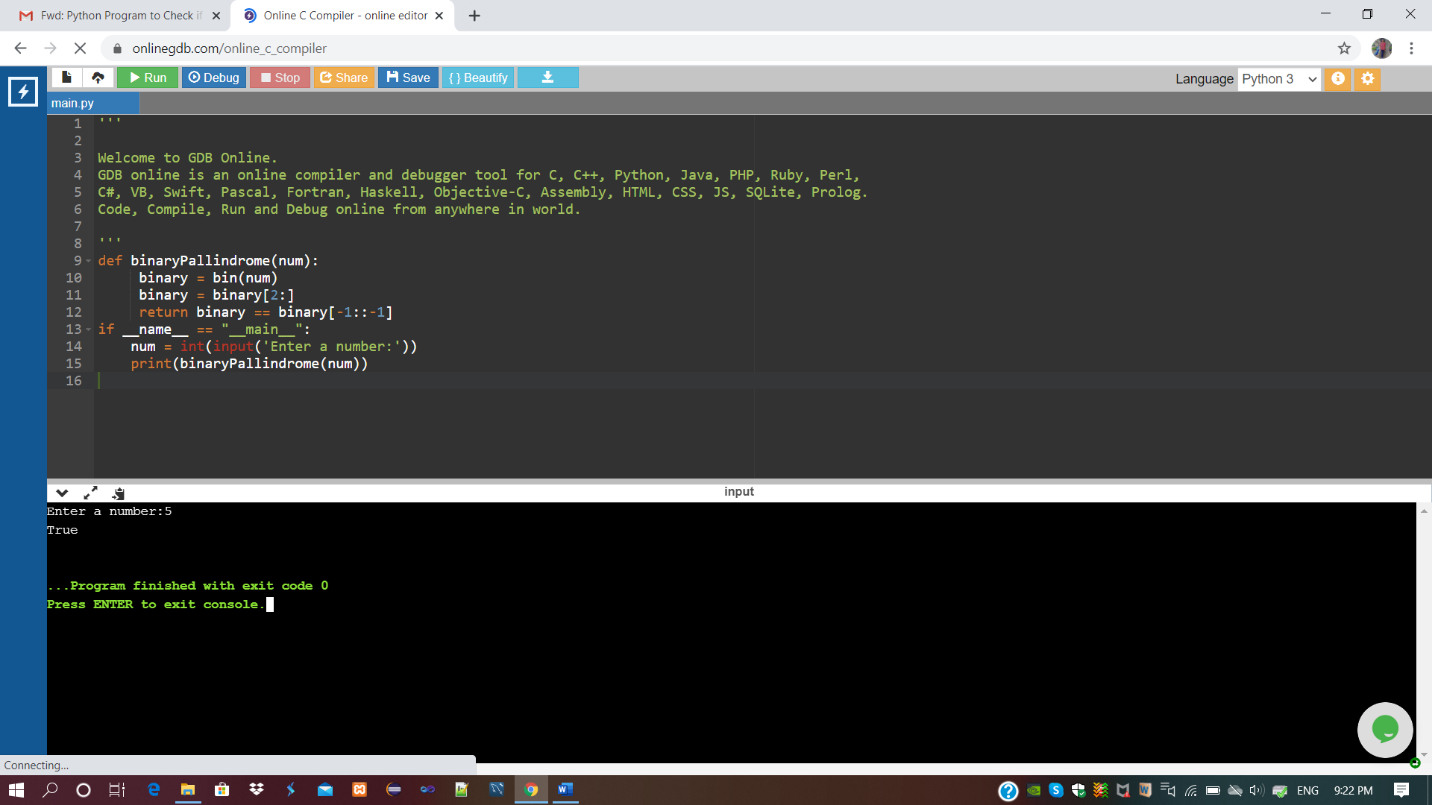 Fwd: Python Program to Check if
Online C Compiler - online editor
onlinegdb.com/online_c_compiler
Run
Debug
Stop
Share
Save
{ } Beautify
Language Python 3
main.py
1 '''
2
3 Welcome to GDB Online.
4 GDB online is an online compiler and debugger tool for C, C++, Python, Java, PHP, Ruby, Perl,
5 C#, VB, Swift, Pascal, Fortran, Haskell, Objective-C, Assembly, HTML, CSS, JS, SQLite, Prolog.
6 Code, Compile, Run and Debug online from anywhere in world.
7
8 '''
9 def binaryPallindrome(num):
10 binary = bin(num)
11 binary = binary[2:]
12 return binary == binary[-1::-1]
13 if __name__ == "__main__":
14 num = int(input('Enter a number:'))
15 print(binaryPallindrome(num))
16
input
Enter a number:5
True
...Program finished with exit code 0
Press ENTER to exit console.
Connecting...
ENG 9:22 PM